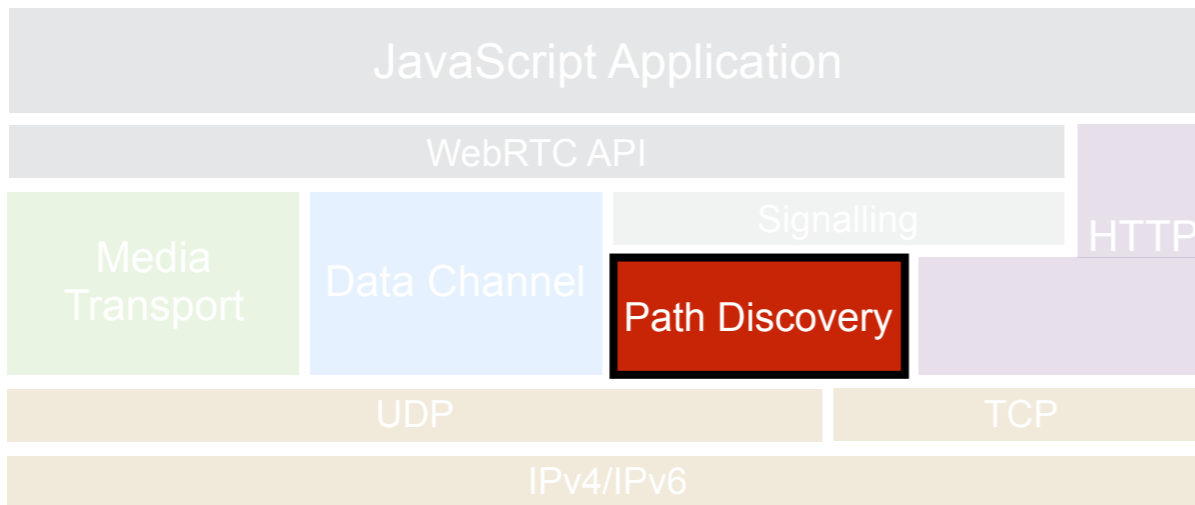 JavaScript Application
WebRTC API
Signalling
HTTP
Media
Transport
Data Channel
Path Discovery
UDP
TCP
IPv4/IPv6